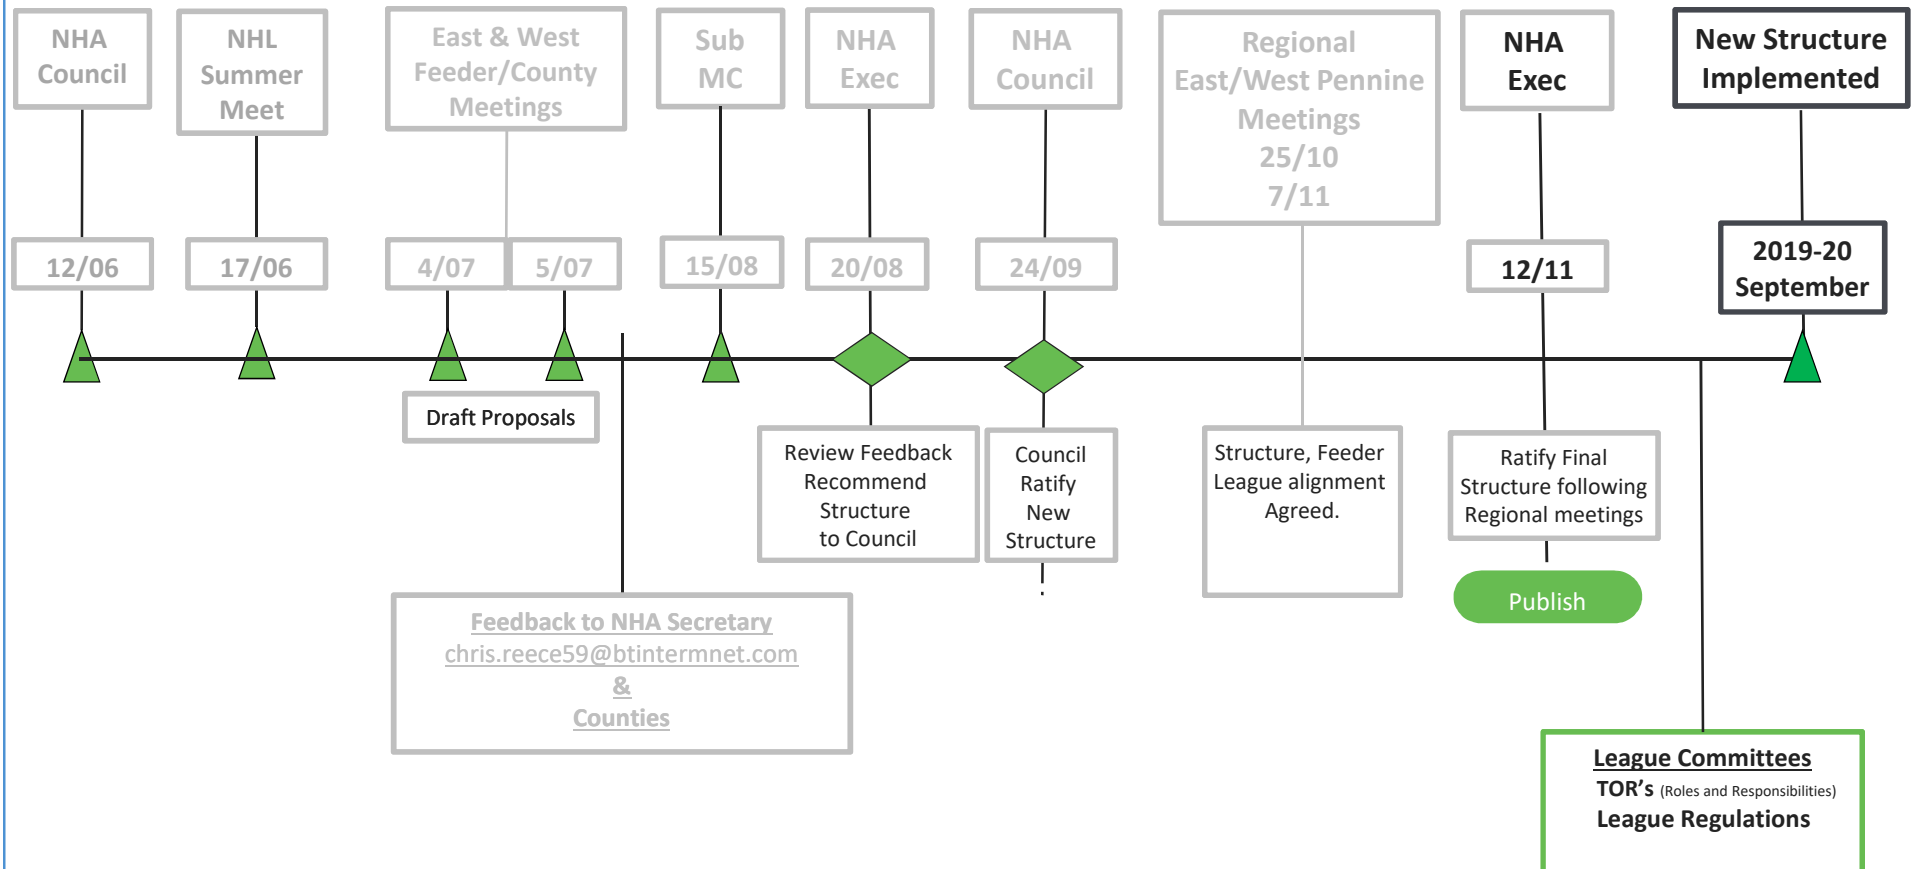 NHA
Council
NHL
Summer
Meet
East & West
Feeder/County
Meetings
Sub
MC
NHA
Exec
NHA
Council
Regional
East/West Pennine
Meetings
25/10
7/11
NHA
Exec
New Structure
Implemented
12/06
17/06
4/07
5/07
15/08
20/08
24/09
12/11
2019-20
September
Draft Proposals
Review Feedback
Recommend
Structure
to Council
Council
Ratify
New
Structure
Structure, Feeder
League alignment
Agreed.
Ratify Final
Structure following
Regional meetings
Publish
Feedback to NHA Secretary
chris.reece59@btintermnet.com
&
Counties
League Committees
TOR's (Roles and Responsibilities)
League Regulations